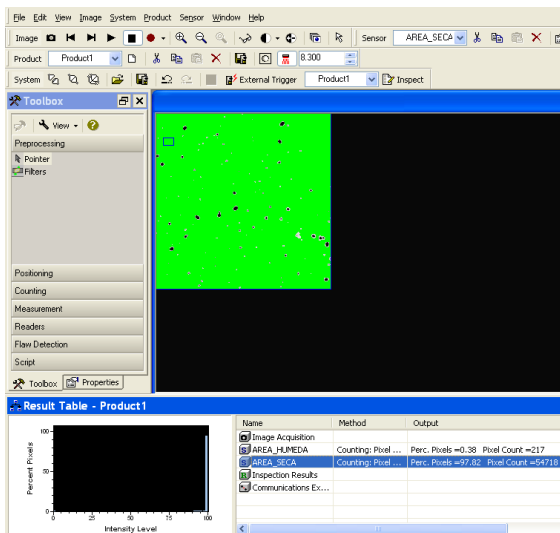 File Edit View Image System Product Sensor Window Help
Image Sensor AREA_SECA
Product Product1 8.300
System External Trigger Product1 Inspect
Toolbox
View
Preprocessing
Pointer
Filters
Positioning
Counting
Measurement
Readers
Flaw Detection
Script
Toolbox Properties
Result Table - Product1
Name Method Output
Image Acquisition
AREA_HUMEDA Counting: Pixel ... Perc. Pixels =0.38 Pixel Count =217
AREA_SECA Counting: Pixel ... Perc. Pixels =97.82 Pixel Count =54718
Inspection Results
Communications Ex...
Percent Pixels
100
50
0
0 25 50 75 100
Intensity Level